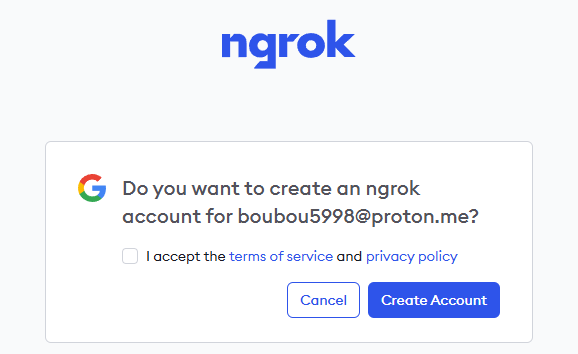 ngrok
Do you want to create an ngrok
account for boubou5998@proton.me?
I accept the terms of service and privacy policy
Cancel
Create Account